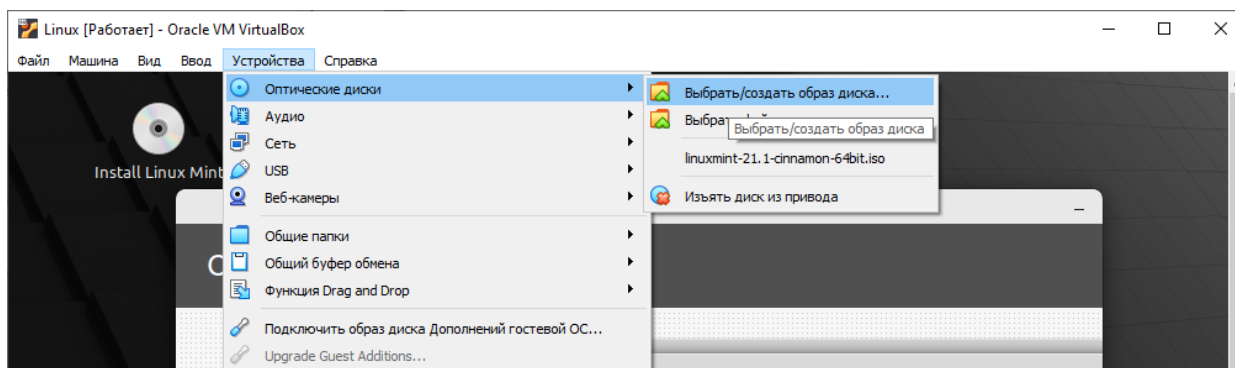 Linux [Работает] - Oracle VM VirtualBox
Файл Машина Вид Ввод Устройства Справка
Оптические диски
Аудио
Сеть
USB
Веб-камеры
Общие папки
Общий буфер обмена
Функция Drag and Drop
Подключить образ диска Дополнений гостевой ОС...
Upgrade Guest Additions...
Выбрать/создать образ диска...
Выбрать/создать образ диска
linuxmint-21.1-cinnamon-64bit.iso
Изъять диск из привода
Install Linux Mint